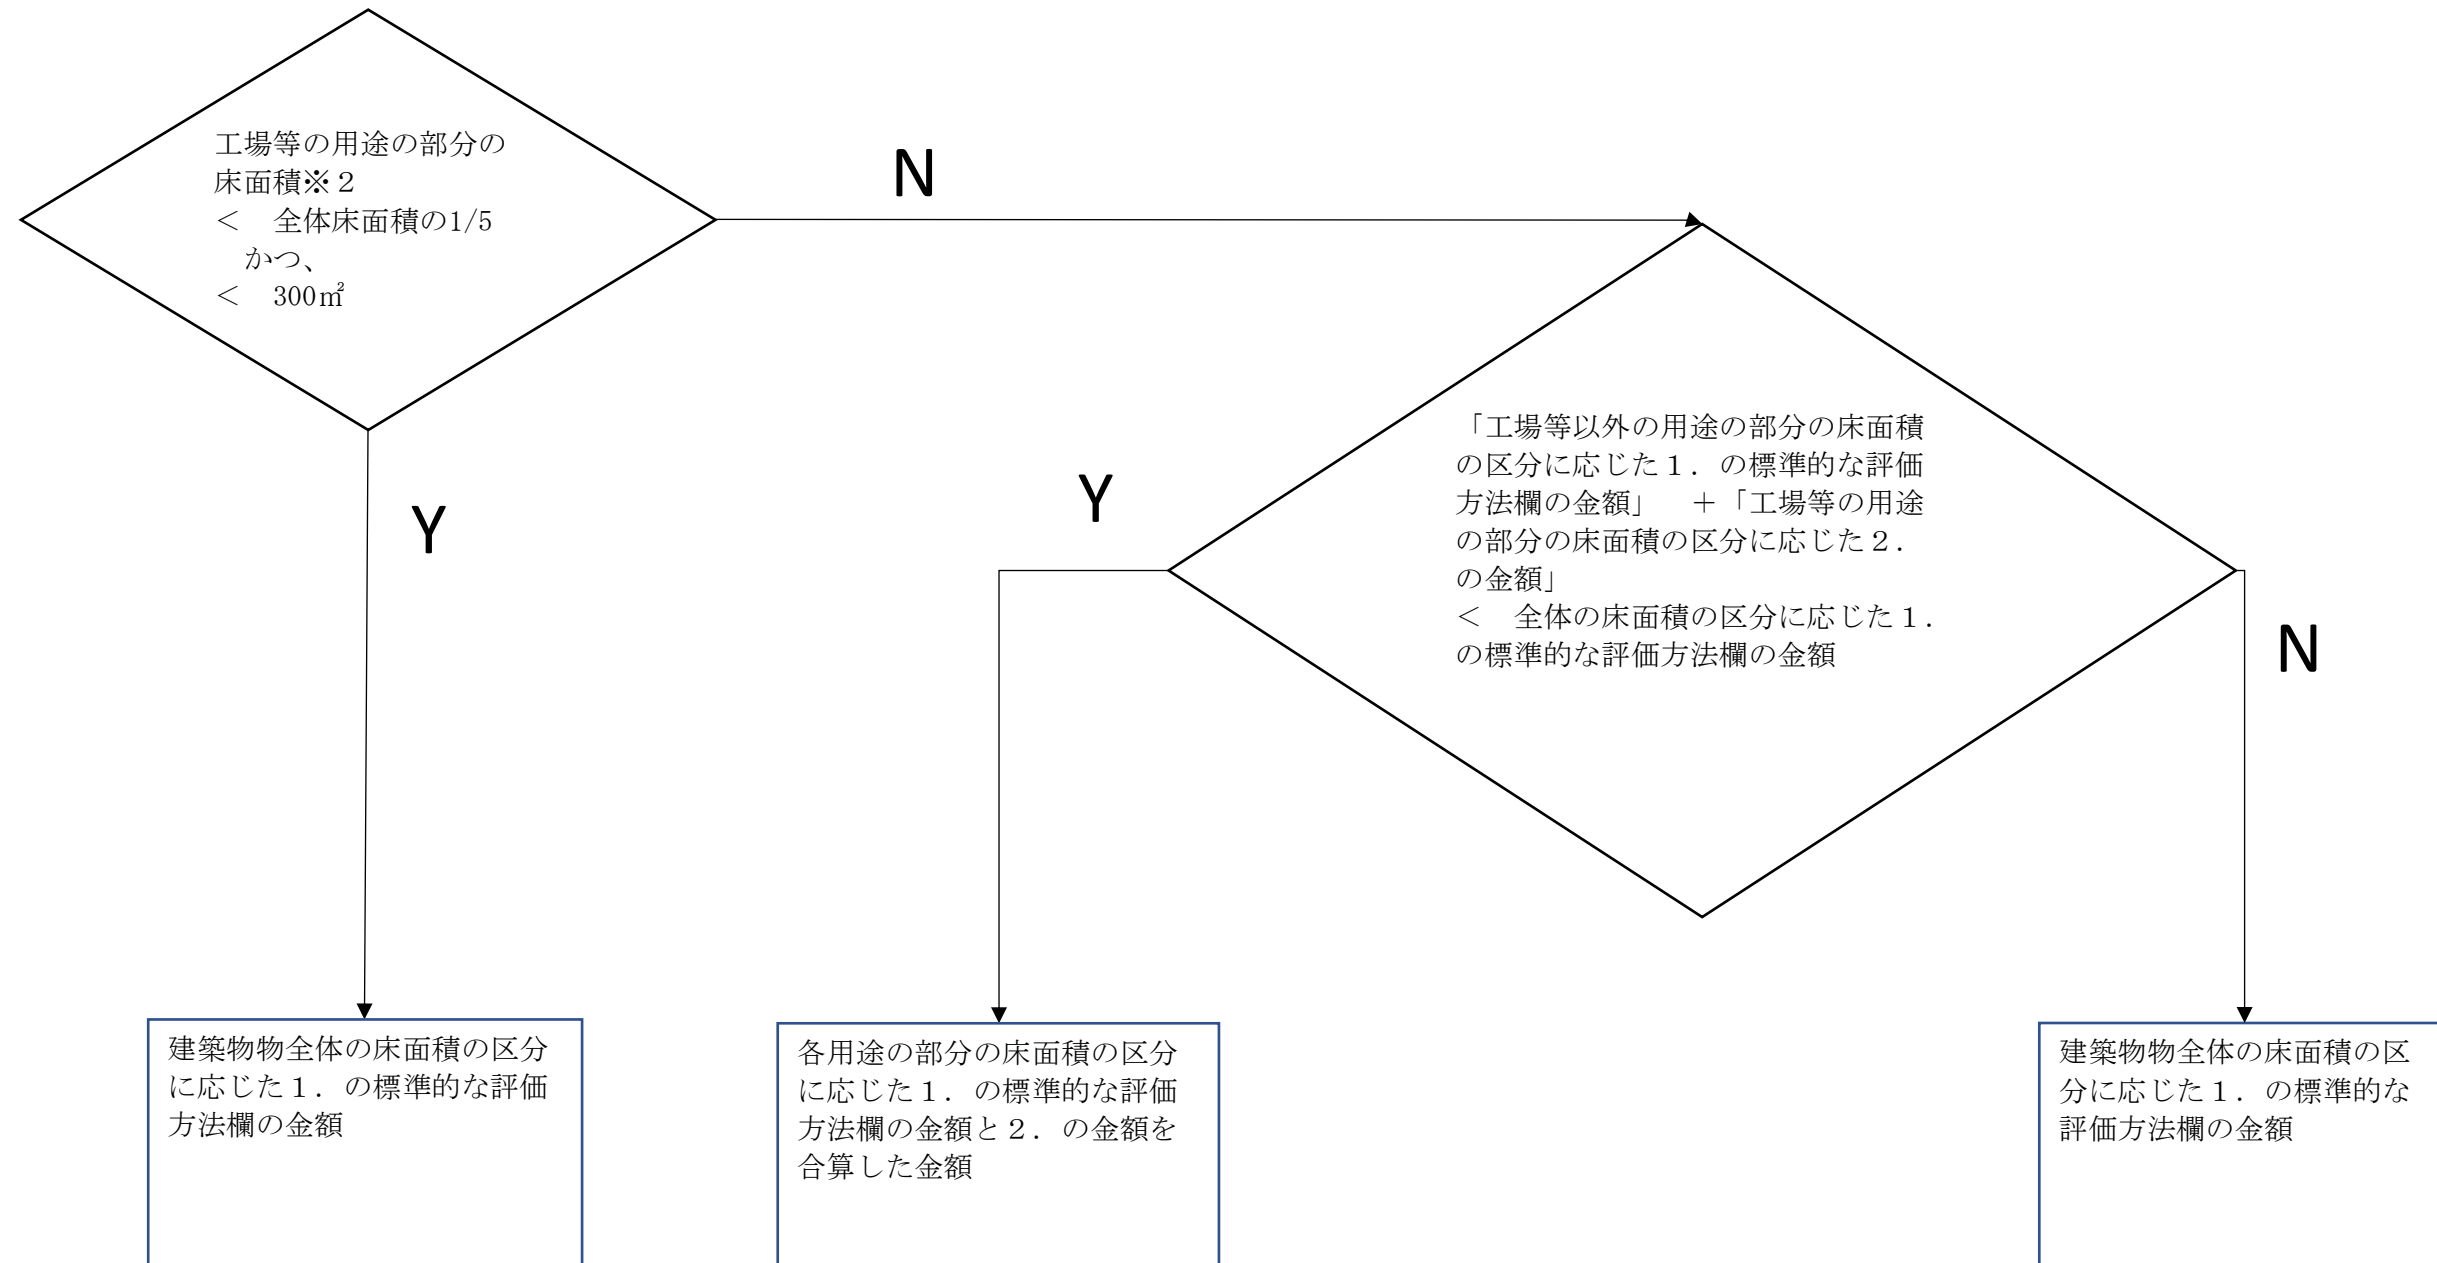 工場等の用途の部分の
床面積※２
＜　全体床面積の1/5
　かつ、
＜　300㎡
N
Y
「工場等以外の用途の部分の床面積
の区分に応じた１．の標準的な評価
方法欄の金額」　＋「工場等の用途
の部分の床面積の区分に応じた２．
の金額」
＜　全体の床面積の区分に応じた１．
の標準的な評価方法欄の金額
Y
N
建築物物全体の床面積の区分
に応じた１．の標準的な評価
方法欄の金額
各用途の部分の床面積の区分
に応じた１．の標準的な評価
方法欄の金額と２．の金額を
合算した金額
建築物物全体の床面積の区
分に応じた１．の標準的な
評価方法欄の金額